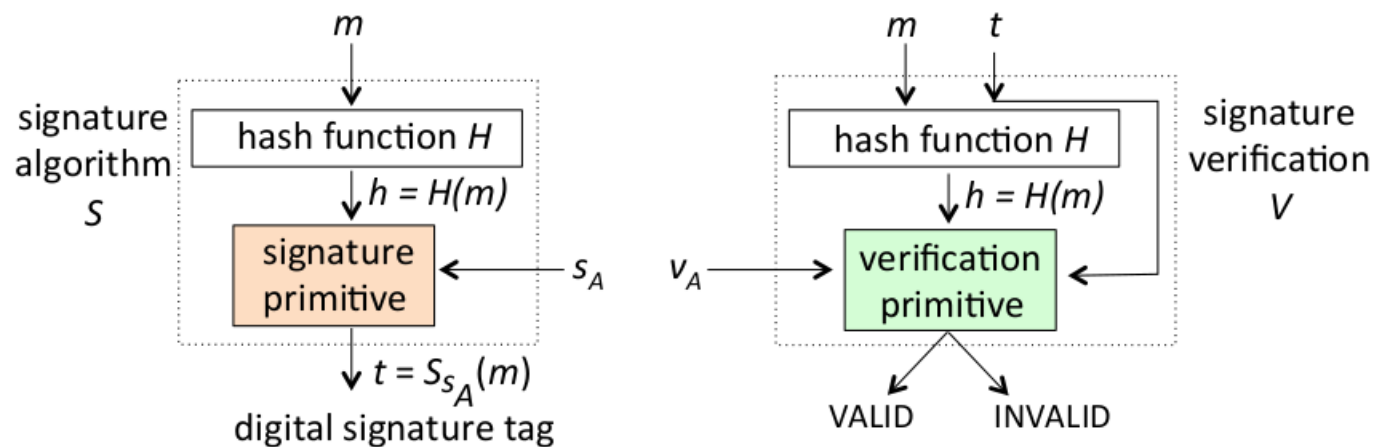 m
signature
algorithm
S
hash function H
h = H(m)
signature
primitive
s_A
t = S_{s_A}(m)
digital signature tag
m t
signature
verification
V
hash function H
h = H(m)
v_A
verification
primitive
VALID INVALID